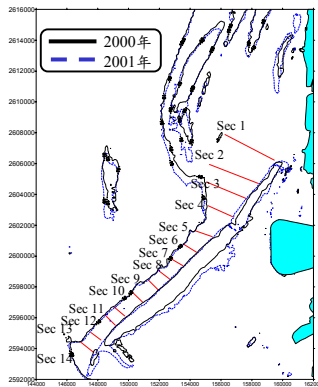 2616000
2614000
2612000
2610000
2608000
2606000
2604000
2602000
2600000
2598000
2596000
2594000
2592000
2000年
2001年
Sec 1
Sec 2
Sec 3
Sec 4
Sec 5
Sec 6
Sec 7
Sec 8
Sec 9
Sec 10
Sec 11
Sec 12
Sec 13
Sec 14
144000 146000 148000 150000 152000 154000 156000 158000 160000